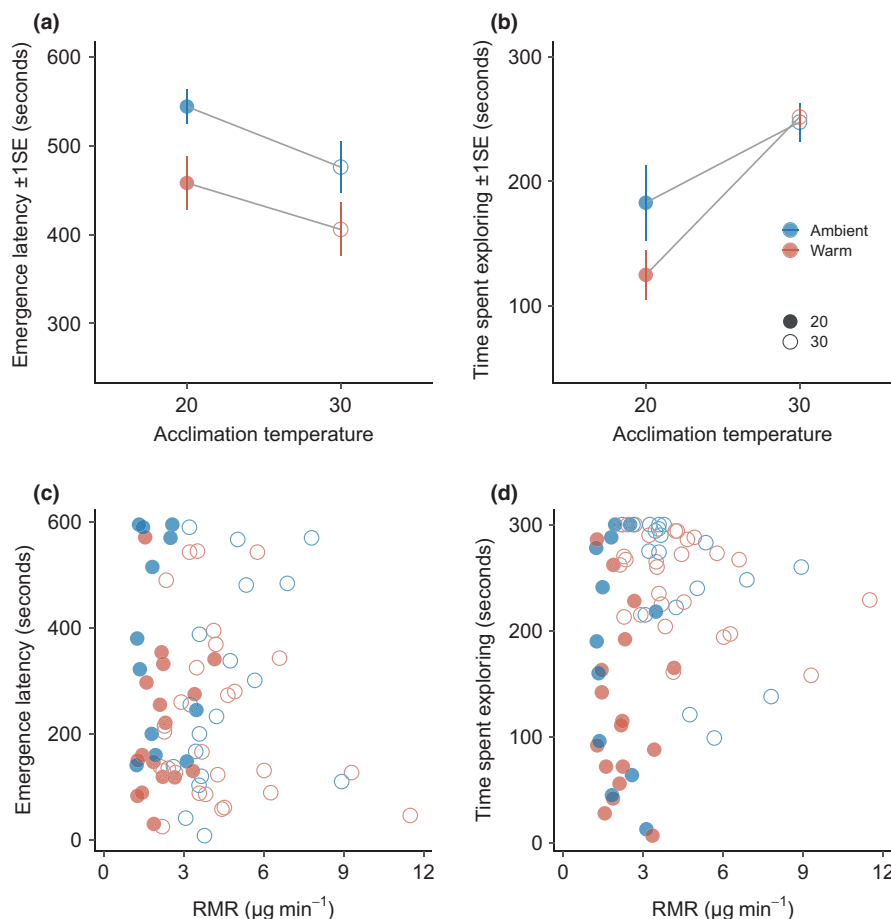 (a)
Emergence latency ±1SE (seconds)
600
500
400
300
20
30
Acclimation temperature
(b)
Time spent exploring ±1SE (seconds)
300
200
100
20
30
Acclimation temperature
Ambient
Warm
20
30
(c)
Emergence latency (seconds)
600
400
200
0
0
3
6
9
12
RMR (µg min−1)
(d)
Time spent exploring (seconds)
300
200
100
0
0
3
6
9
12
RMR (µg min−1)